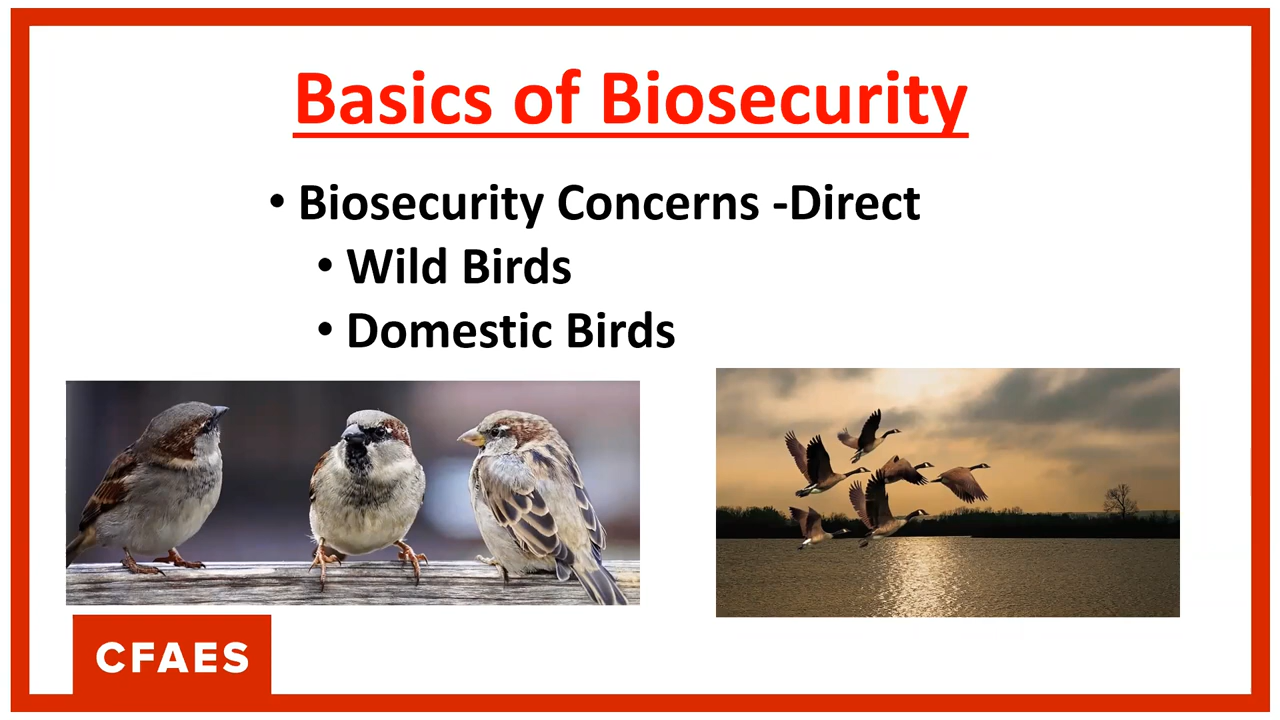 Basics of Biosecurity
• Biosecurity Concerns -Direct
• Wild Birds
• Domestic Birds
CFAES